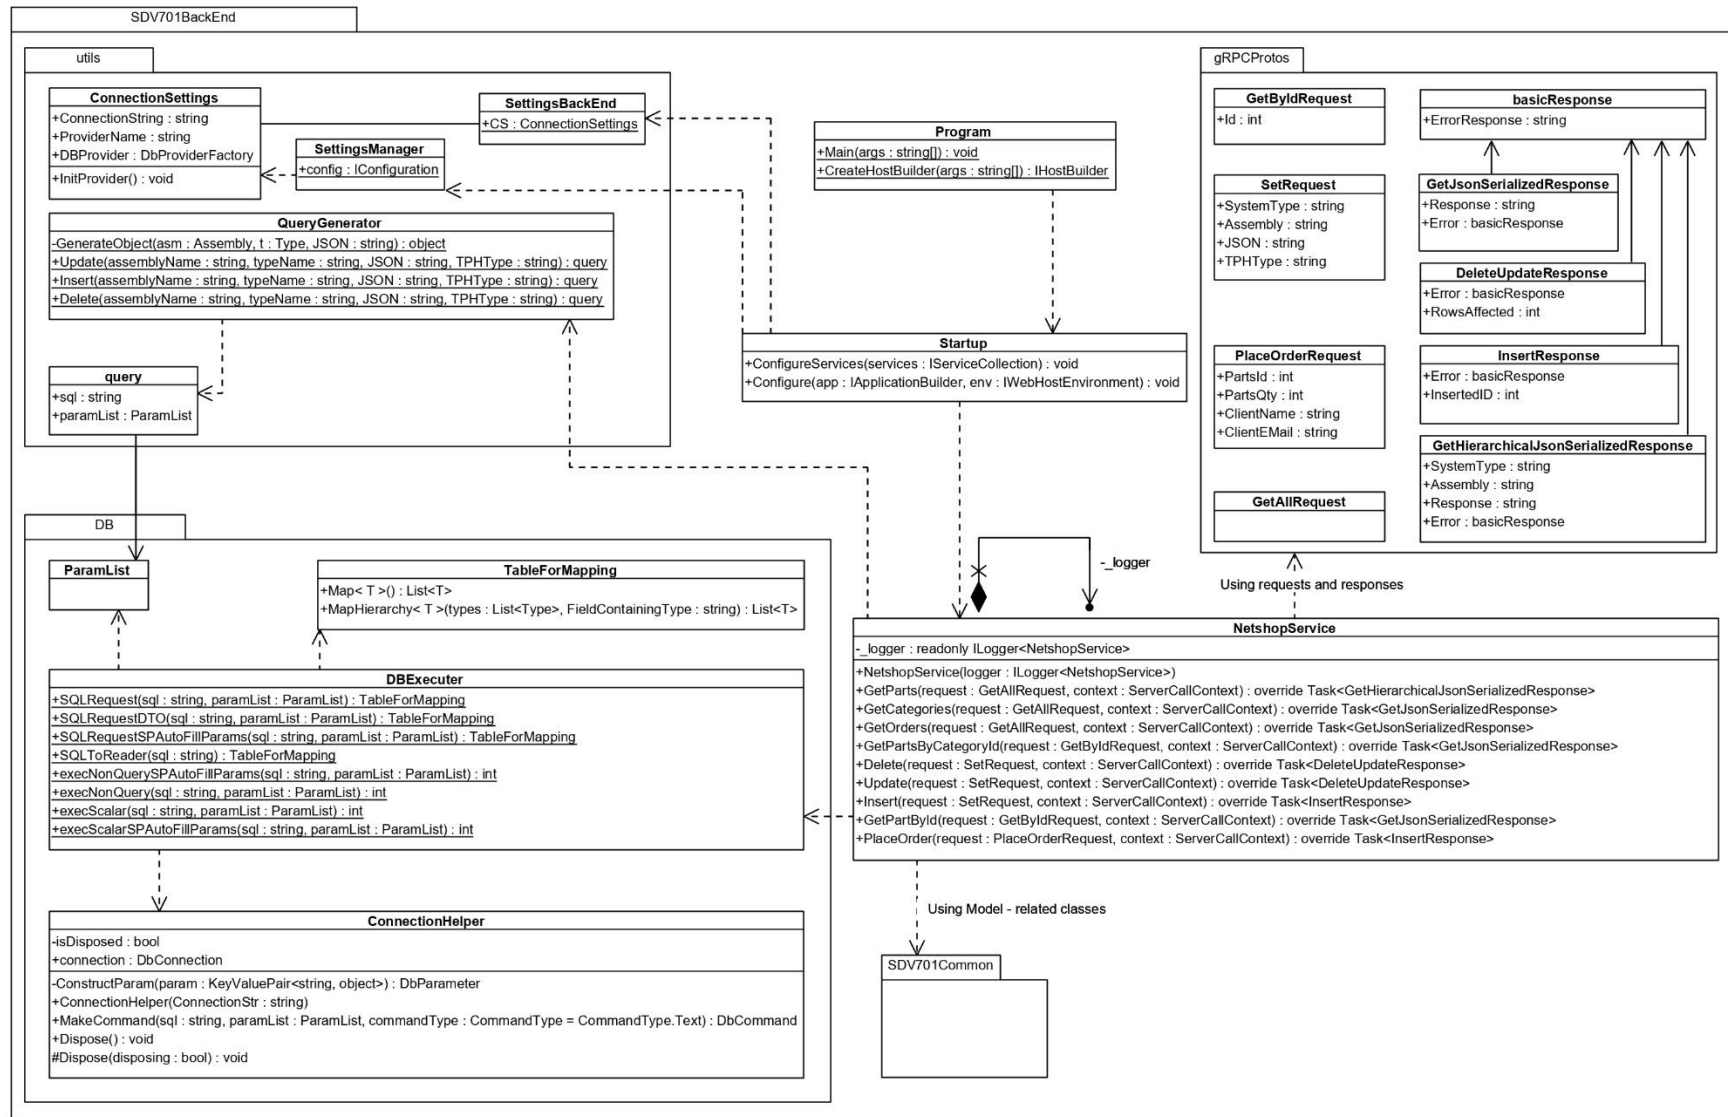 SDV701BackEnd
utils
ConnectionSettings
+ConnectionString : string
+ProviderName : string
+DBProvider : DbProviderFactory
+InitProvider() : void
SettingsBackEnd
+CS : ConnectionSettings
SettingsManager
+config : IConfiguration
QueryGenerator
-GenerateObject(asm : Assembly, t : Type, JSON : string) : object
+Update(assemblyName : string, typeName : string, JSON : string, TPHType : string) : query
+Insert(assemblyName : string, typeName : string, JSON : string, TPHType : string) : query
+Delete(assemblyName : string, typeName : string, JSON : string, TPHType : string) : query
query
+sql : string
+paramList : ParamList
Program
+Main(args : string[]) : void
+CreateHostBuilder(args : string[]) : IHostBuilder
Startup
+ConfigureServices(services : IServiceCollection) : void
+Configure(app : IApplicationBuilder, env : IWebHostEnvironment) : void
gRPCProtos
GetByIdRequest
+Id : int
SetRequest
+SystemType : string
+Assembly : string
+JSON : string
+TPHType : string
PlaceOrderRequest
+PartsId : int
+PartsQty : int
+ClientName : string
+ClientEMail : string
GetAllRequest
basicResponse
+ErrorResponse : string
GetJsonSerializedResponse
+Response : string
+Error : basicResponse
DeleteUpdateResponse
+Error : basicResponse
+RowsAffected : int
InsertResponse
+Error : basicResponse
+InsertedID : int
GetHierarchicalJsonSerializedResponse
+SystemType : string
+Assembly : string
+Response : string
+Error : basicResponse
DB
ParamList
TableForMapping
+Map< T >() : List<T>
+MapHierarchy< T >(types : List<Type>, FieldContainingType : string) : List<T>
DBExecuter
+SQLRequest(sql : string, paramList : ParamList) : TableForMapping
+SQLRequestDTO(sql : string, paramList : ParamList) : TableForMapping
+SQLRequestSPAutoFillParams(sql : string, paramList : ParamList) : TableForMapping
+SQLToReader(sql : string) : TableForMapping
+execNonQuerySPAutoFillParams(sql : string, paramList : ParamList) : int
+execNonQuery(sql : string, paramList : ParamList) : int
+execScalar(sql : string, paramList : ParamList) : int
+execScalarSPAutoFillParams(sql : string, paramList : ParamList) : int
ConnectionHelper
-isDisposed : bool
+connection : DbConnection
-ConstructParam(param : KeyValuePair<string, object>) : DbParameter
+ConnectionHelper(ConnectionStr : string)
+MakeCommand(sql : string, paramList : ParamList, commandType : CommandType = CommandType.Text) : DbCommand
+Dispose() : void
#Dispose(disposing : bool) : void
-_logger
Using requests and responses
NetshopService
-_logger : readonly ILogger<NetshopService>
+NetshopService(logger : ILogger<NetshopService>)
+GetParts(request : GetAllRequest, context : ServerCallContext) : override Task<GetHierarchicalJsonSerializedResponse>
+GetCategories(request : GetAllRequest, context : ServerCallContext) : override Task<GetJsonSerializedResponse>
+GetOrders(request : GetAllRequest, context : ServerCallContext) : override Task<GetJsonSerializedResponse>
+GetPartsByCategoryId(request : GetByIdRequest, context : ServerCallContext) : override Task<GetJsonSerializedResponse>
+Delete(request : SetRequest, context : ServerCallContext) : override Task<DeleteUpdateResponse>
+Update(request : SetRequest, context : ServerCallContext) : override Task<DeleteUpdateResponse>
+Insert(request : SetRequest, context : ServerCallContext) : override Task<InsertResponse>
+GetPartById(request : GetByIdRequest, context : ServerCallContext) : override Task<GetJsonSerializedResponse>
+PlaceOrder(request : PlaceOrderRequest, context : ServerCallContext) : override Task<InsertResponse>
Using Model - related classes
SDV701Common